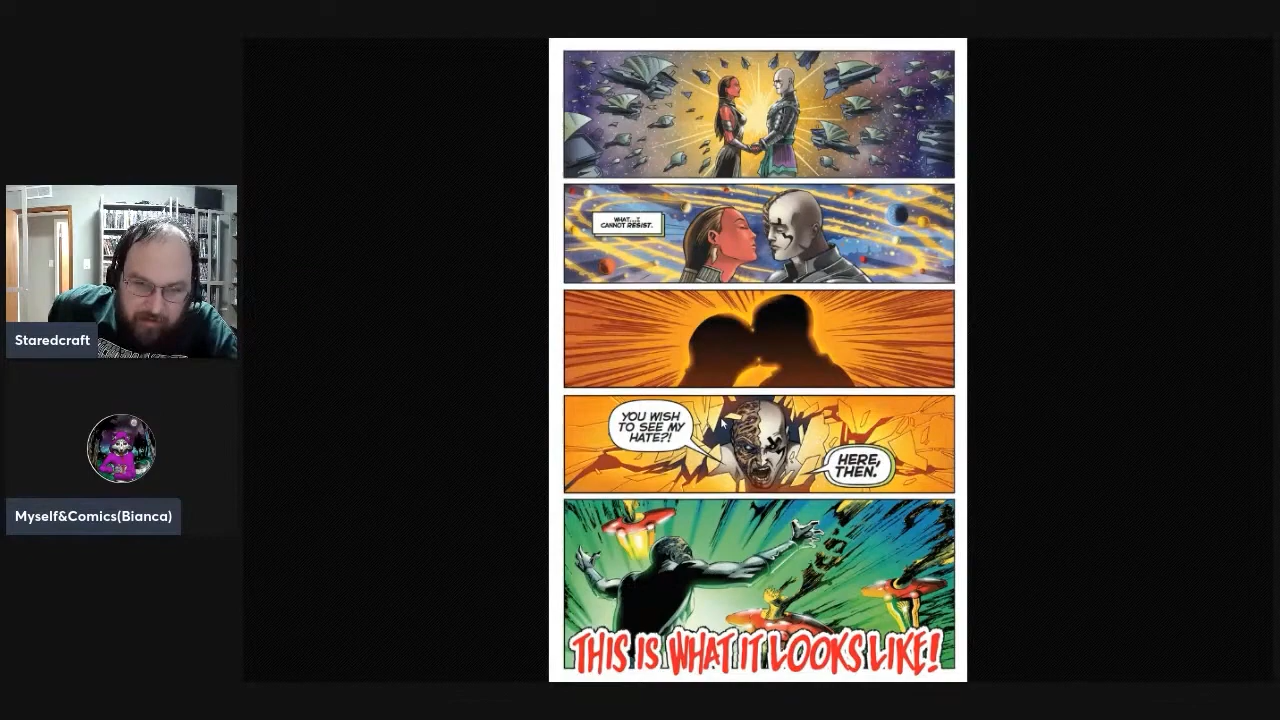 Staredcraft
Myself&Comics(Bianca)
WHAT...I
CANNOT RESIST.
YOU WISH
TO SEE MY
HATE?!
HERE,
THEN.
THIS IS WHAT IT LOOKS LIKE!